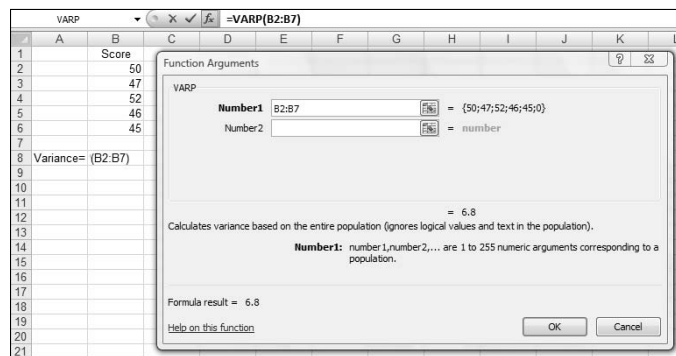 VARP =VARP(B2:B7)
A B C D E F G H I J K L
1 Score
2 50
3 47
4 52
5 46
6 45
7
8 Variance= (B2:B7)
9
10
11
12
13
14
15
16
17
18
19
20
21
Function Arguments
VARP
Number1 B2:B7 = {50;47;52;46;45;0}
Number2 = number
= 6.8
Calculates variance based on the entire population (ignores logical values and text in the population).
Number1: number1,number2,... are 1 to 255 numeric arguments corresponding to a
population.
Formula result = 6.8
Help on this function OK Cancel